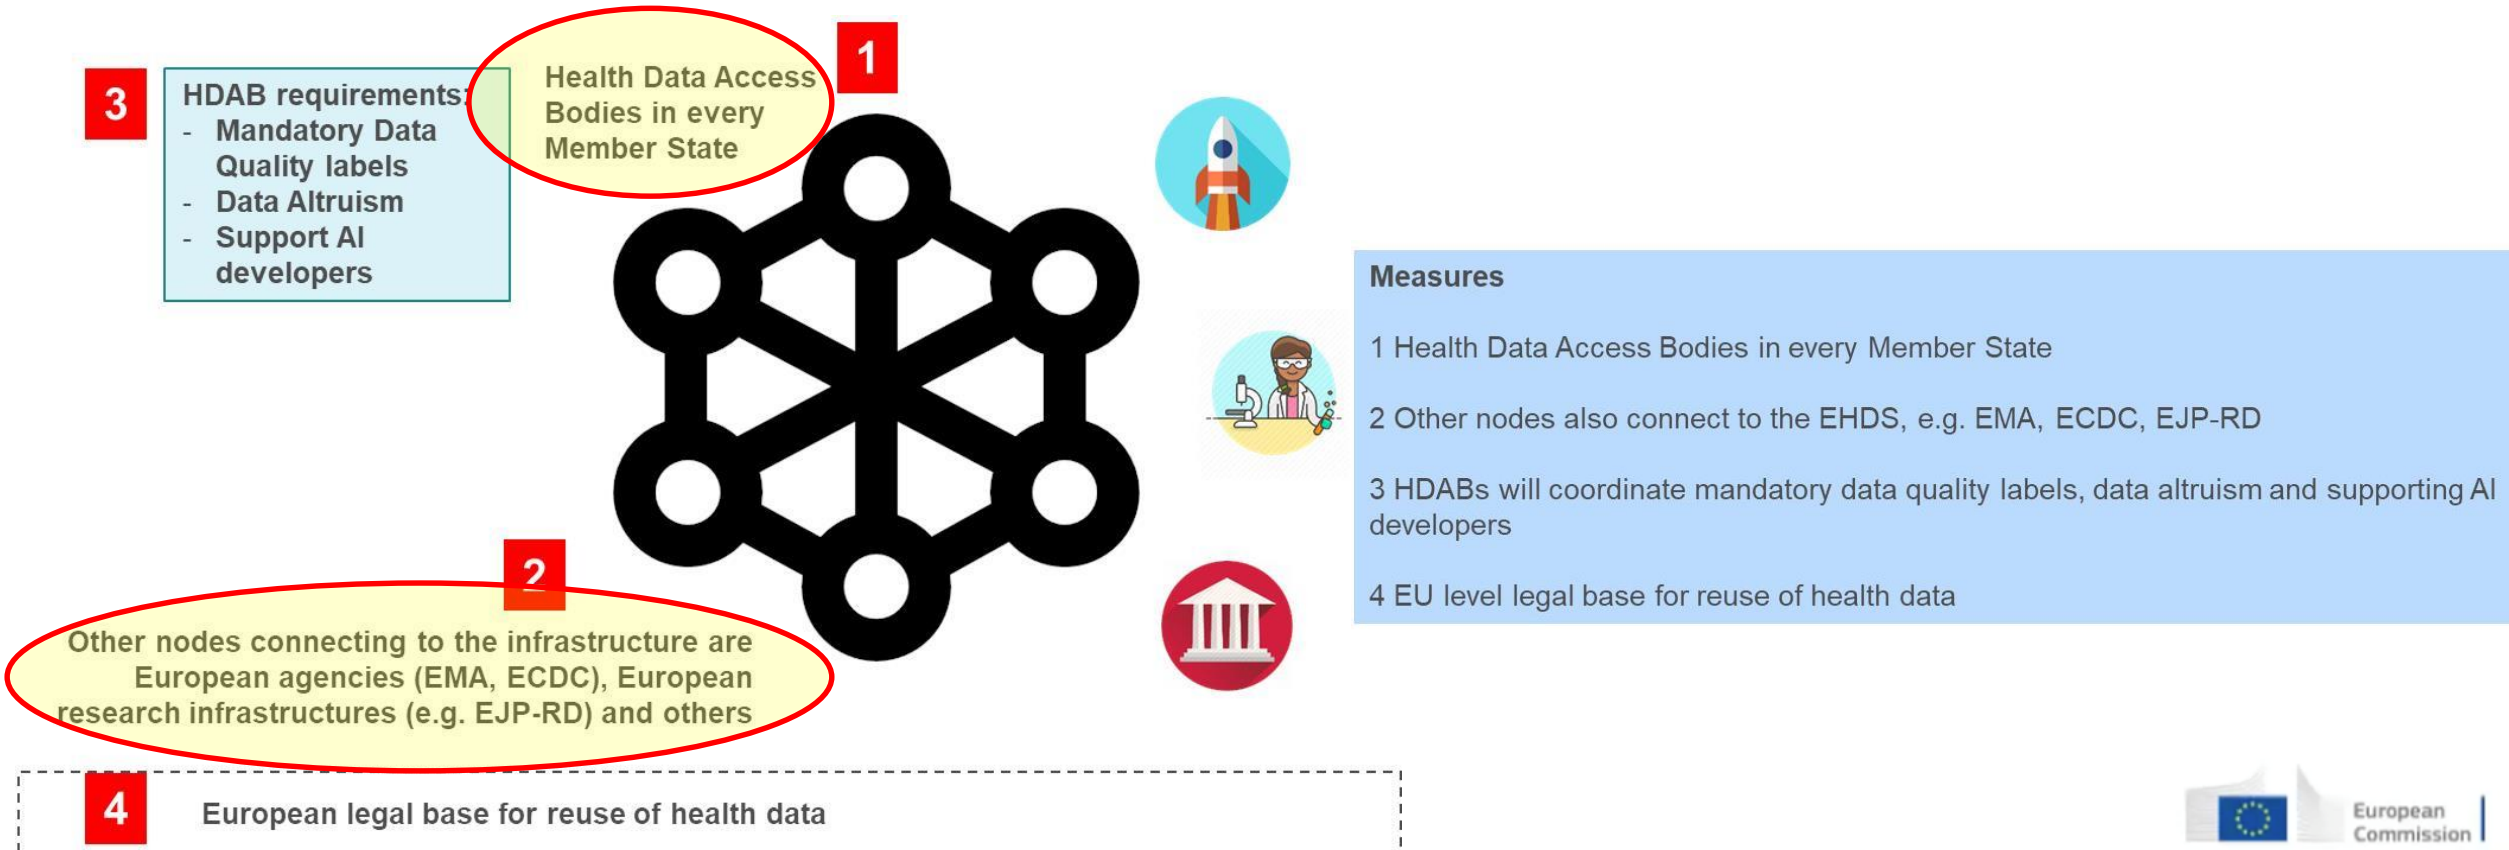 1
Health Data Access
Bodies in every
Member State
3
HDAB requirements:
- Mandatory Data
Quality labels
- Data Altruism
- Support AI
developers
Measures
1 Health Data Access Bodies in every Member State
2 Other nodes also connect to the EHDS, e.g. EMA, ECDC, EJP-RD
3 HDABs will coordinate mandatory data quality labels, data altruism and supporting AI
developers
4 EU level legal base for reuse of health data
2
Other nodes connecting to the infrastructure are
European agencies (EMA, ECDC), European
research infrastructures (e.g. EJP-RD) and others
4
European legal base for reuse of health data
European
Commission